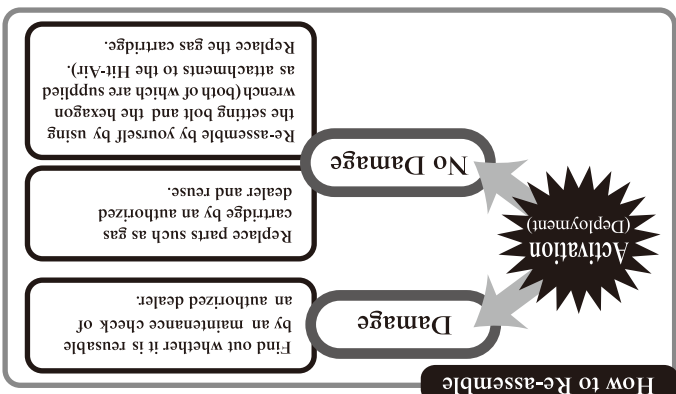 How to Re-assemble
Activation
(Deployment)
Damage
Find out whether it is reusable
by an maintenance check of
an authorized dealer.
No Damage
Replace parts such as gas
cartridge by an authorized
dealer and reuse.
Re-assemble by yourself by using
the setting bolt and the hexagon
wrench (both of which are supplied
as attachments to the Hit-Air).
Replace the gas cartridge.